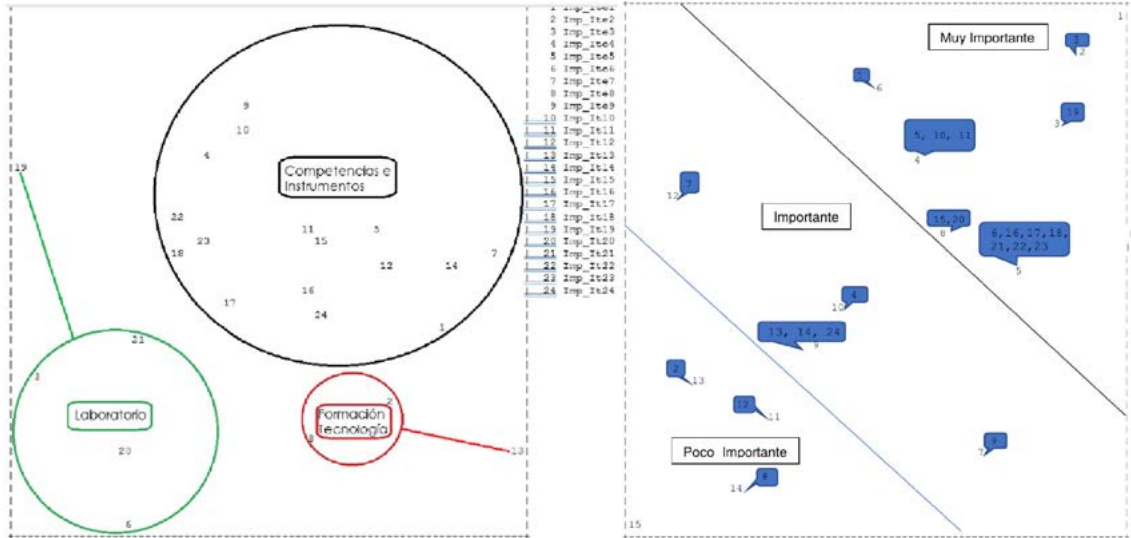 1 Imp_Ite1
2 Imp_Ite2
3 Imp_Ite3
4 Imp_Ite4
5 Imp_Ite5
6 Imp_Ite6
7 Imp_Ite7
8 Imp_Ite8
9 Imp_Ite9
10 Imp_It10
11 Imp_It11
12 Imp_It12
13 Imp_It13
14 Imp_It14
15 Imp_It15
16 Imp_It16
17 Imp_It17
18 Imp_It18
19 Imp_It19
20 Imp_It20
21 Imp_It21
22 Imp_It22
23 Imp_It23
24 Imp_It24
9
10
4
19
Competencias e
Instrumentos
22
23
18
11
15
12
14
7
16
17
24
1
21
Laboratorio
20
6
2
Formación
Tecnología
13
1
Muy Importante
2
6
19
3
5, 10, 11
4
7
12
Importante
15,20
8
6,16,17,18,
21,22,23
5
4
10
13, 14, 24
9
2
13
12
11
Poco Importante
7
14
15